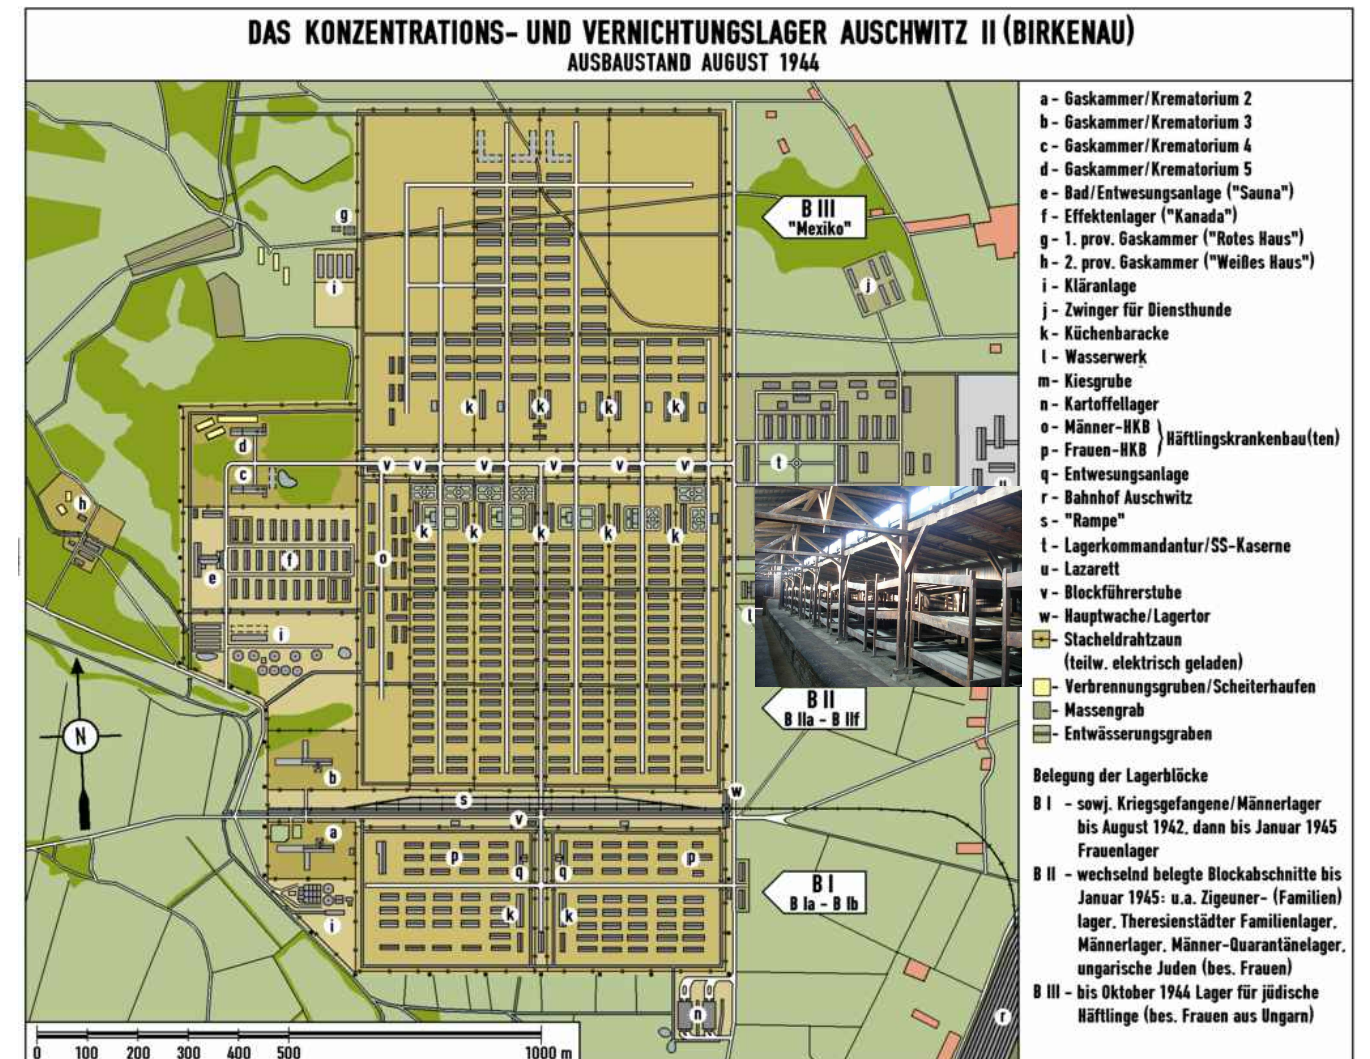 DAS KONZENTRATIONS- UND VERNICHTUNGSLAGER AUSCHWITZ II (BIRKENAU)
AUSBAUSTAND AUGUST 1944
a - Gaskammer/Krematorium 2
b - Gaskammer/Krematorium 3
c - Gaskammer/Krematorium 4
d - Gaskammer/Krematorium 5
e - Bad/Entwesungsanlage ("Sauna")
f - Effektenlager ("Kanada")
g - 1. prov. Gaskammer ("Rotes Haus")
h - 2. prov. Gaskammer ("Weißes Haus")
i - Kläranlage
j - Zwinger für Diensthunde
k - Küchenbaracke
l - Wasserwerk
m - Kiesgrube
n - Kartoffellager
o - Männer-HKB
p - Frauen-HKB
Häftlingskrankenbau(ten)
q - Entwesungsanlage
r - Bahnhof Auschwitz
s - "Rampe"
t - Lagerkommandantur/SS-Kaserne
u - Lazarett
v - Blockführerstube
w - Hauptwache/Lagertor
- Stacheldrahtzaun
(teilw. elektrisch geladen)
- Verbrennungsgruben/Scheiterhaufen
- Massengrab
- Entwässerungsgraben
Belegung der Lagerblöcke
B I - sowj. Kriegsgefangene/Männerlager
bis August 1942, dann bis Januar 1945
Frauenlager
B II - wechselnd belegte Blockabschnitte bis
Januar 1945: u.a. Zigeuner- (Familien)
lager, Theresienstädter Familienlager,
Männerlager, Männer-Quarantänelager,
ungarische Juden (bes. Frauen)
B III - bis Oktober 1944 Lager für jüdische
Häftlinge (bes. Frauen aus Ungarn)
B III
"Mexiko"
g
i
j
k k k k
d
v v v v v v
t
c
u
h
k k k k k
o
f
e
l
i
B II
B IIa - B IIf
N
b
w
s
v
a
p p
q q
B I
B Ia - B Ib
k k
i
n
r
0 100 200 300 400 500 1000 m